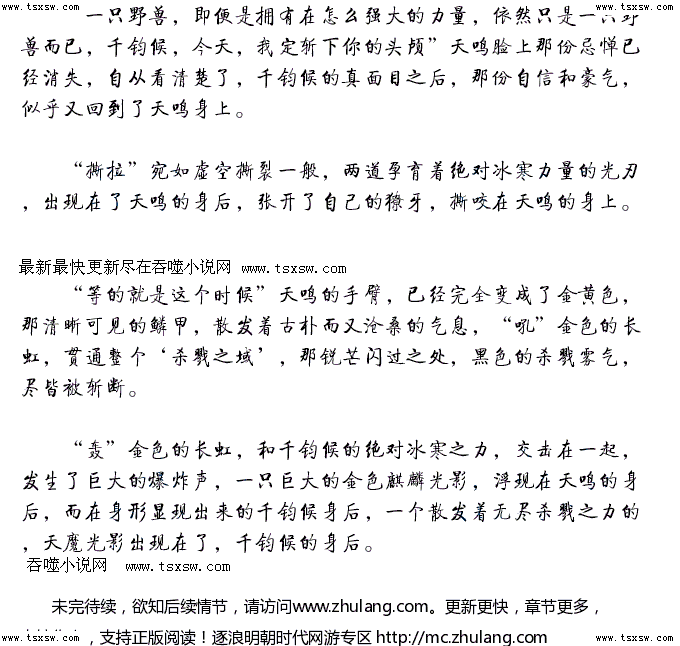 www.tsxsw.com www.tsxsw.com
一只野兽，即便是拥有在怎么强大的力量，依然只是一只野
兽而已，千钧候，今天，我定斩下你的头颅”天鸣脸上那份忌惮已
经消失，自从看清楚了，千钧候的真面目之后，那份自信和豪气，
似乎又回到了天鸣身上。
“撕拉”宛如虚空撕裂一般，两道孕育着绝对冰寒力量的光刃
，出现在了天鸣的身后，张开了自己的獠牙，撕咬在天鸣的身上。
最新最快更新尽在吞噬小说网 www.tsxsw.com
“等的就是这个时候”天鸣的手臂，已经完全变成了金黄色，
那清晰可见的鳞甲，散发着古朴而又沧桑的气息，“吼”金色的长
虹，贯通整个‘杀戮之域’，那锐芒闪过之处，黑色的杀戮雾气，
尽皆被斩断。
“轰”金色的长虹，和千钧候的绝对冰寒之力，交击在一起，
发生了巨大的爆炸声，一只巨大的金色麒麟光影，浮现在天鸣的身
后，而在身形显现出来的千钧候身后，一个散发着无尽杀戮之力的
，天魔光影出现在了，千钧候的身后。
吞噬小说网 www.tsxsw.com
未完待续，欲知后续情节，请访问www.zhulang.com。更新更快，章节更多，
www.tsxsw.com ，支持正版阅读！逐浪明朝时代网游专区 http://mc.zhulang.com www.tsxsw.com